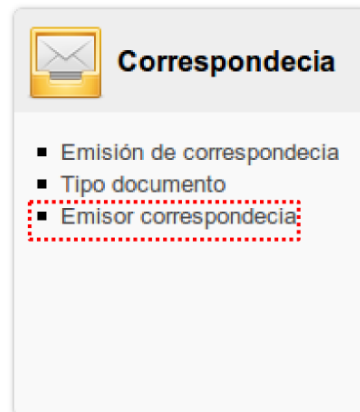 Correspondecia
Emisión de correspondecia
Tipo documento
Emisor correspondecia